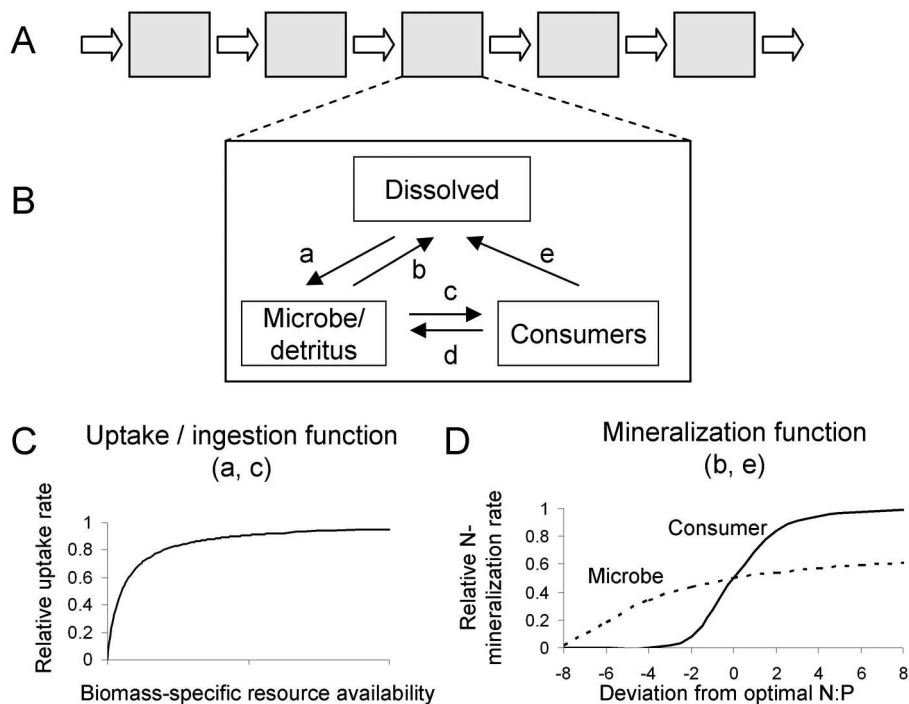 A
B
Dissolved
a
b
e
c
d
Microbe/
detritus
Consumers
C
Uptake / ingestion function
(a, c)
Relative uptake rate
1
0.8
0.6
0.4
0.2
0
Biomass-specific resource availability
D
Mineralization function
(b, e)
Relative N-
mineralization rate
1
0.8
0.6
0.4
0.2
0
Consumer
Microbe
-8 -6 -4 -2 0 2 4 6 8
Deviation from optimal N:P